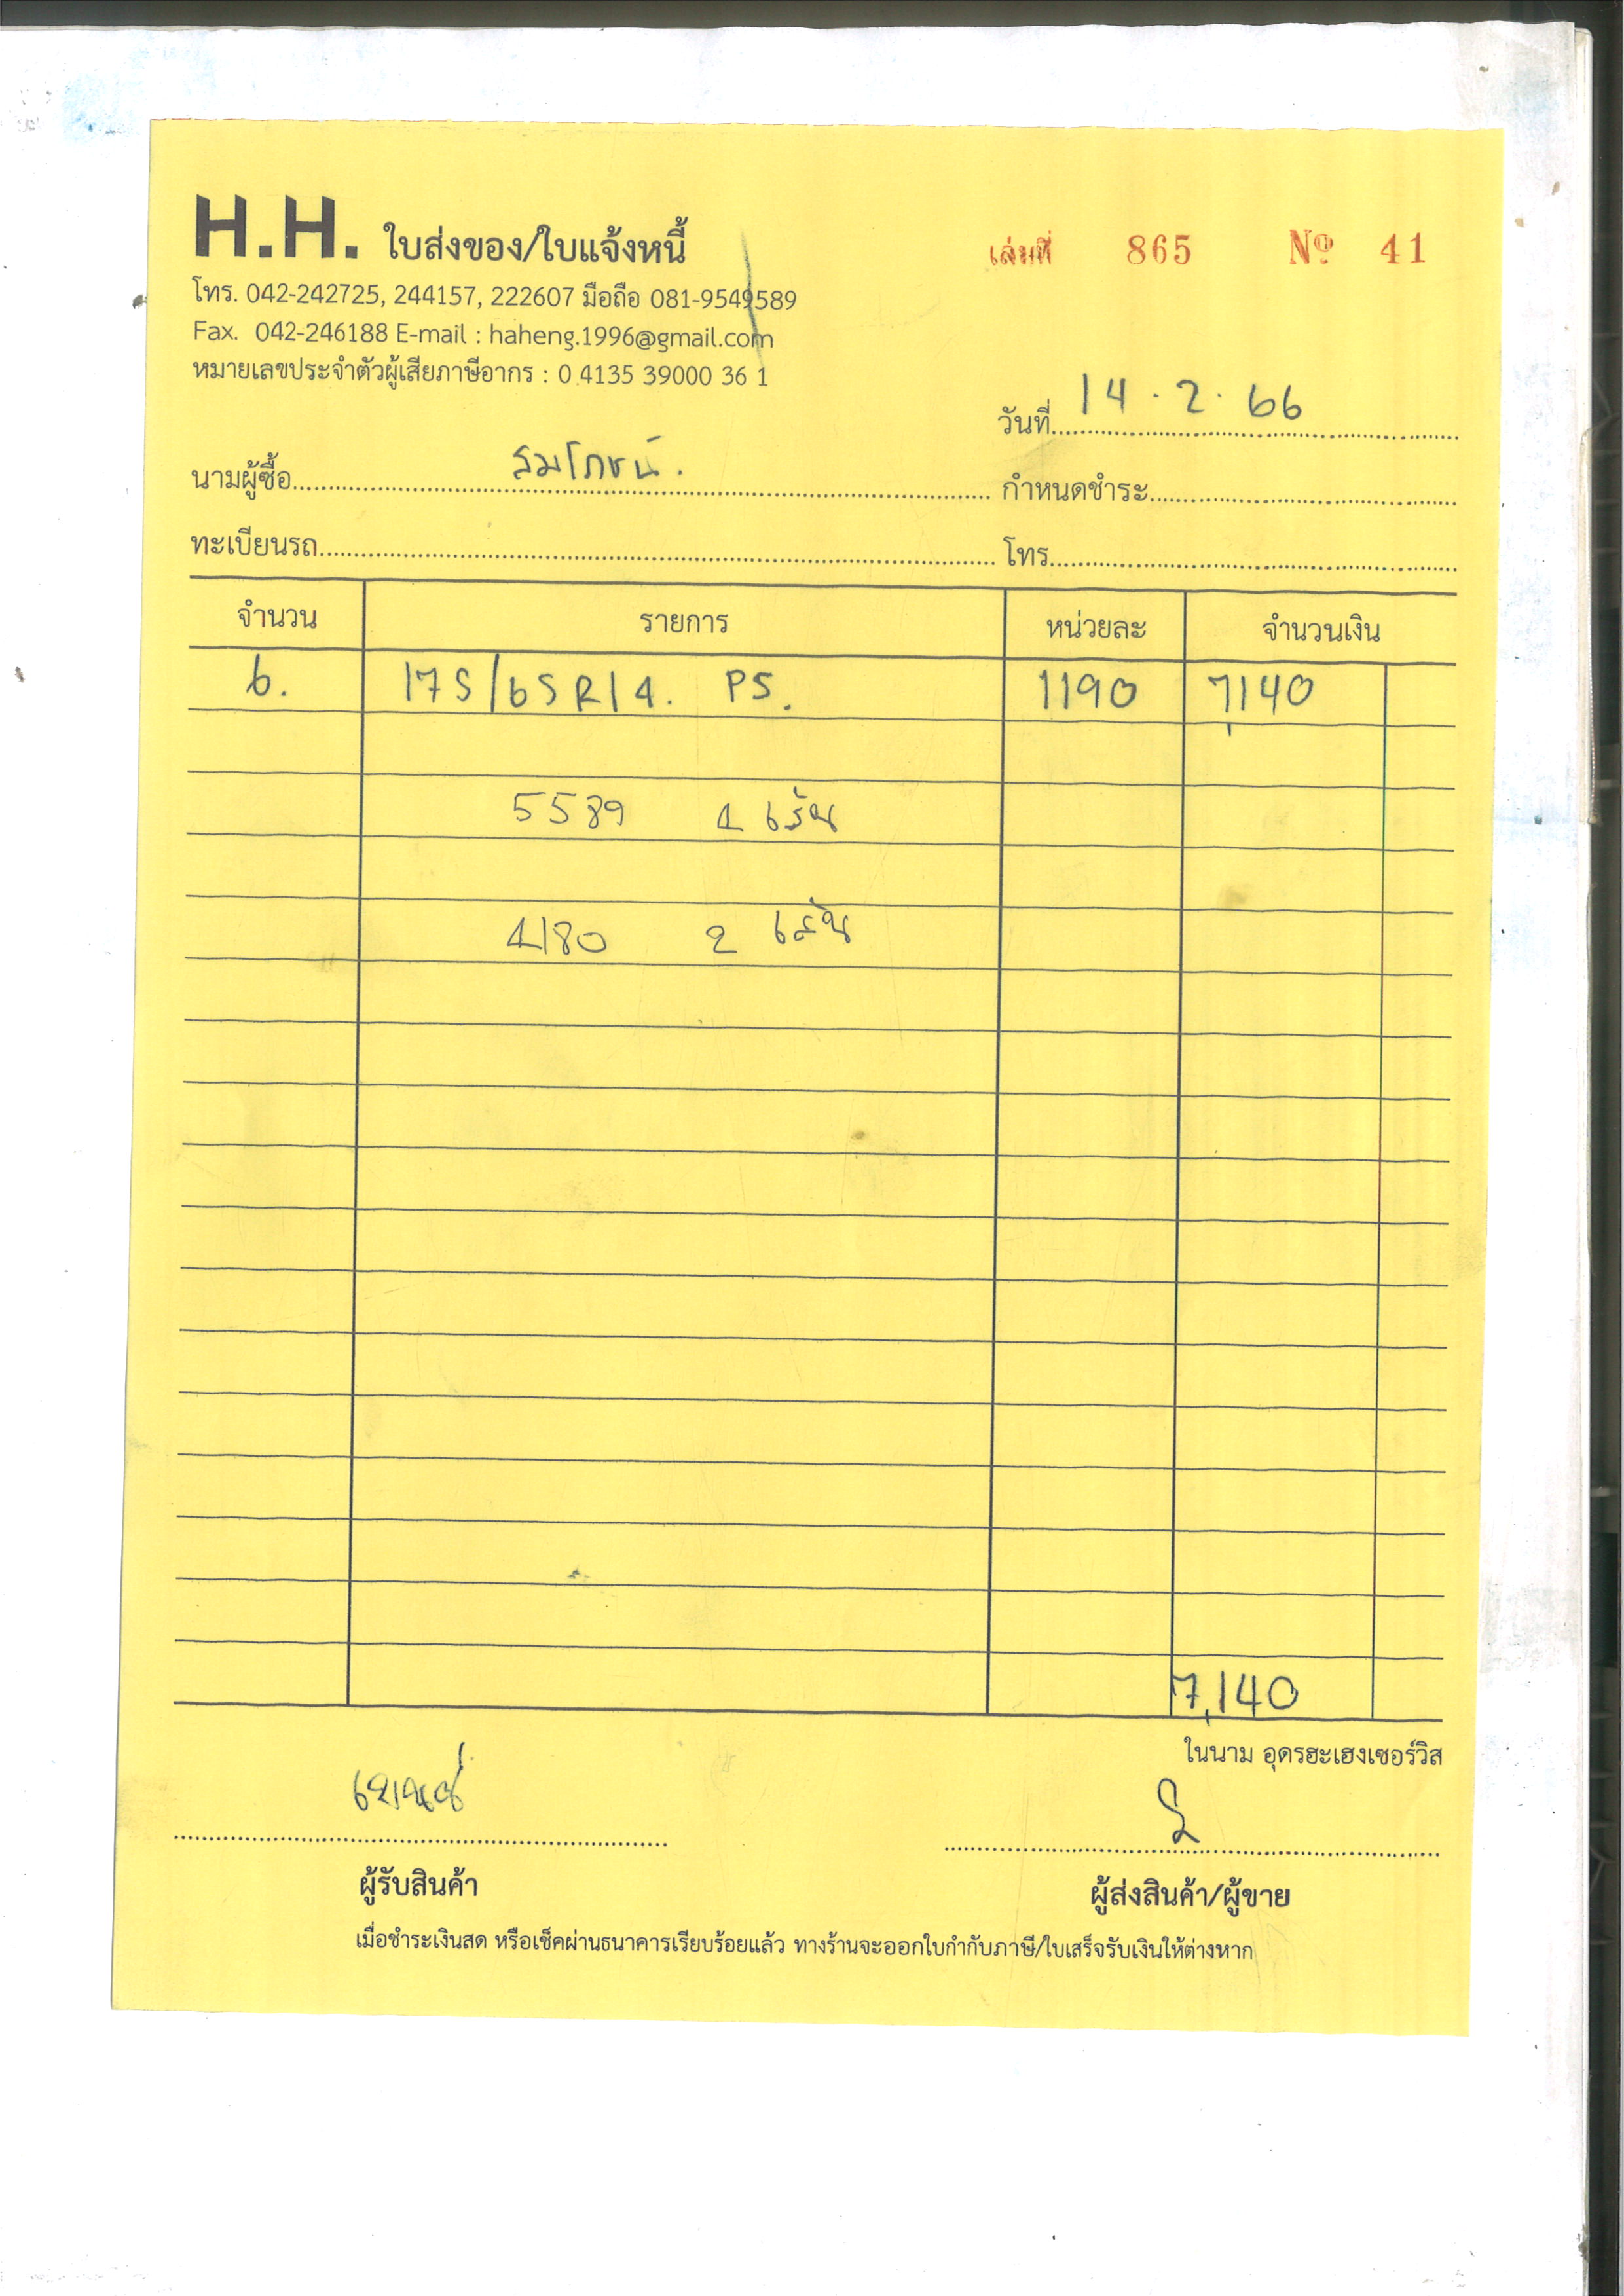 H.H. ใบส่งของ/ใบแจ้งหนี้
เล่มที่ 865 Nº 41
โทร. 042-242725, 244157, 222607 มือถือ 081-9549589
Fax. 042-246188 E-mail : haheng.1996@gmail.com
หมายเลขประจำตัวผู้เสียภาษีอากร : 0 4135 39000 36 1
วันที่ 14 . 2 . 66
นามผู้ซื้อ สมโภชน์. กำหนดชำระ
ทะเบียนรถ โทร
จำนวน รายการ หน่วยละ จำนวนเงิน
6. 175/65R14. P5. 1190 7,140
5589 4 เส้น
4180 2 เส้น
7,140
ในนาม อุดรฮะเฮงเซอร์วิส
ผู้รับสินค้า ผู้ส่งสินค้า/ผู้ขาย
เมื่อชำระเงินสด หรือเช็คผ่านธนาคารเรียบร้อยแล้ว ทางร้านจะออกใบกำกับภาษี/ใบเสร็จรับเงินให้ต่างหาก